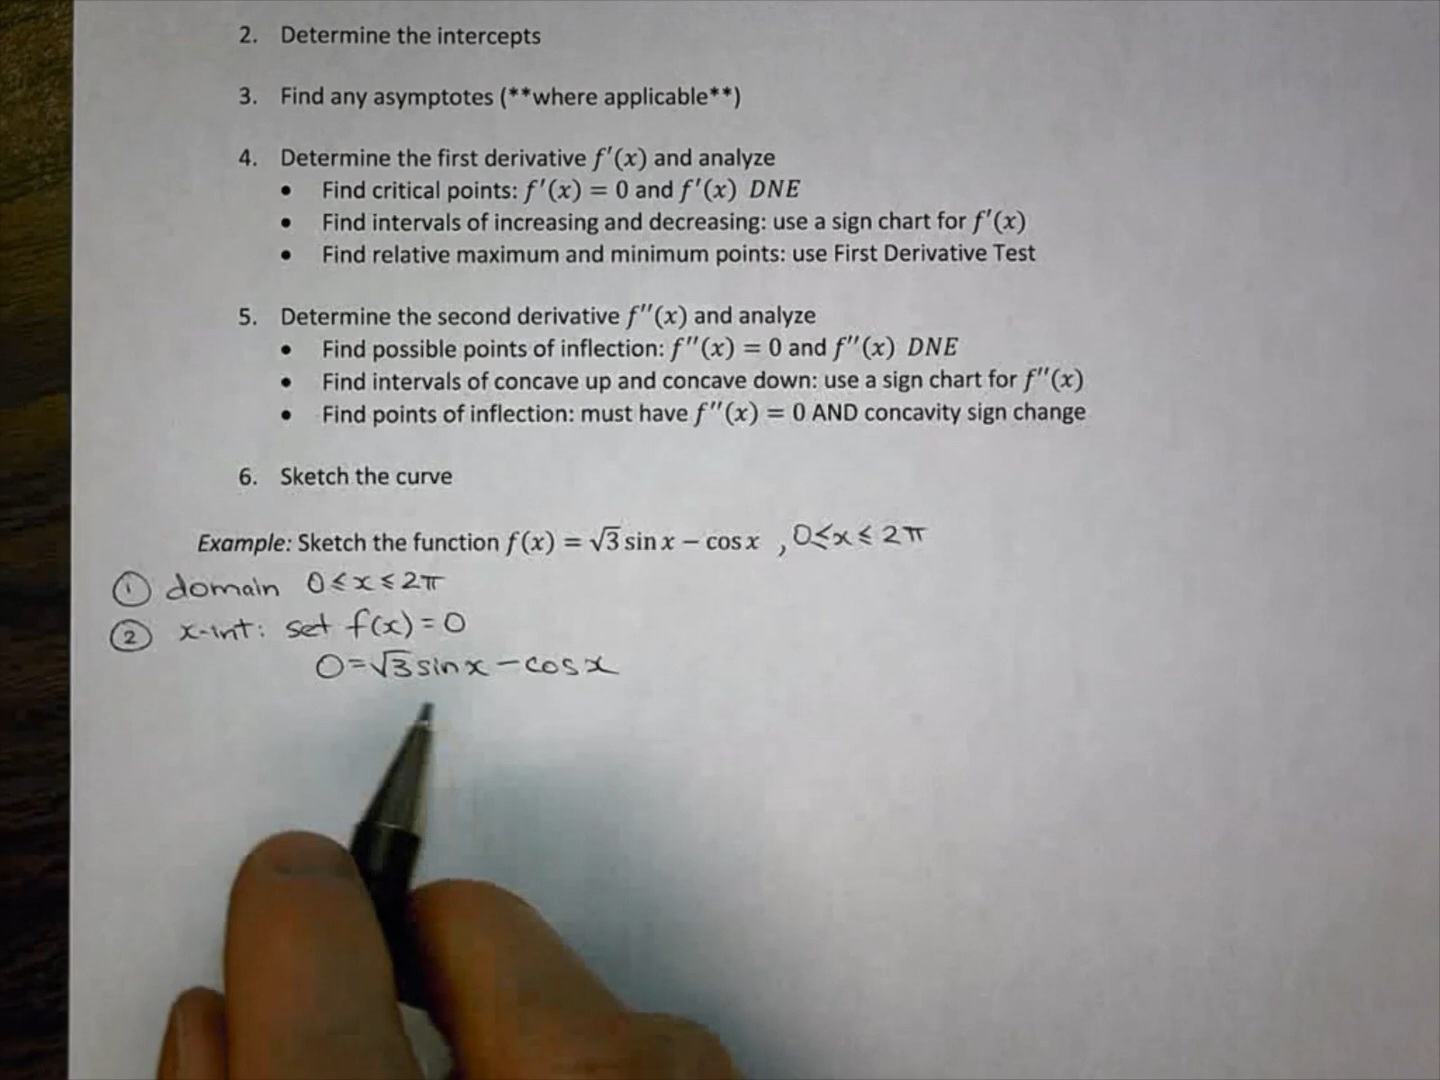 2. Determine the intercepts
3. Find any asymptotes (**where applicable**)
4. Determine the first derivative f′(x) and analyze
• Find critical points: f′(x) = 0 and f′(x) DNE
• Find intervals of increasing and decreasing: use a sign chart for f′(x)
• Find relative maximum and minimum points: use First Derivative Test
5. Determine the second derivative f″(x) and analyze
• Find possible points of inflection: f″(x) = 0 and f″(x) DNE
• Find intervals of concave up and concave down: use a sign chart for f″(x)
• Find points of inflection: must have f″(x) = 0 AND concavity sign change
6. Sketch the curve
Example: Sketch the function f(x) = √3 sin x − cos x , 0≤x≤2π
① domain 0≤x≤2π
② x-int: set f(x)=0
0=√3sinx−cosx